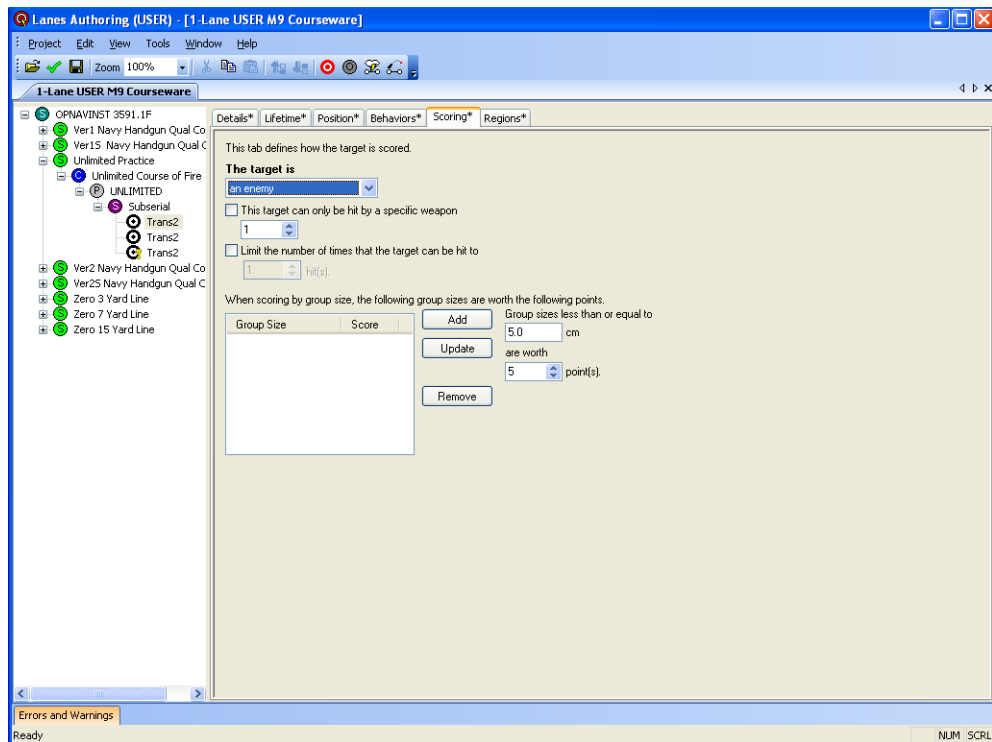 Lanes Authoring (USER) - [1-Lane USER M9 Courseware]
Project Edit View Tools Window Help
Zoom 100%
1-Lane USER M9 Courseware
OPNAVINST 3591.1F
Ver1 Navy Handgun Qual Co
Ver1S Navy Handgun Qual C
Unlimited Practice
C Unlimited Course of Fire
P UNLIMITED
S Subserial
Trans2
Trans2
Trans2
Ver2 Navy Handgun Qual Co
Ver2S Navy Handgun Qual C
S Zero 3 Yard Line
S Zero 7 Yard Line
S Zero 15 Yard Line
Details* Lifetime* Position* Behaviors* Scoring* Regions*
This tab defines how the target is scored.
The target is
an enemy
This target can only be hit by a specific weapon
1
Limit the number of times that the target can be hit to
1 hit(s).
When scoring by group size, the following group sizes are worth the following points.
Group Size Score
Add
Update
Remove
Group sizes less than or equal to
5.0 cm
are worth
5 point(s).
Errors and Warnings
Ready NUM SCRL